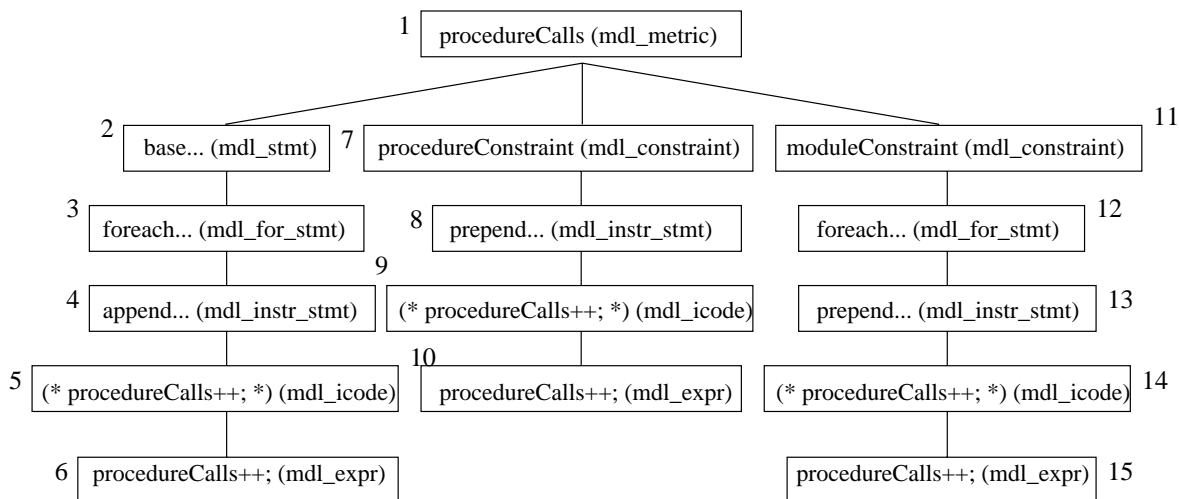 1 procedureCalls (mdl_metric)
2 base... (mdl_stmt) 7 procedureConstraint (mdl_constraint) moduleConstraint (mdl_constraint) 11
3 foreach... (mdl_for_stmt) 8 prepend... (mdl_instr_stmt) foreach... (mdl_for_stmt) 12
4 append... (mdl_instr_stmt) 9 (* procedureCalls++; *) (mdl_icode) prepend... (mdl_instr_stmt) 13
5 (* procedureCalls++; *) (mdl_icode) 10 procedureCalls++; (mdl_expr) (* procedureCalls++; *) (mdl_icode) 14
6 procedureCalls++; (mdl_expr) procedureCalls++; (mdl_expr) 15